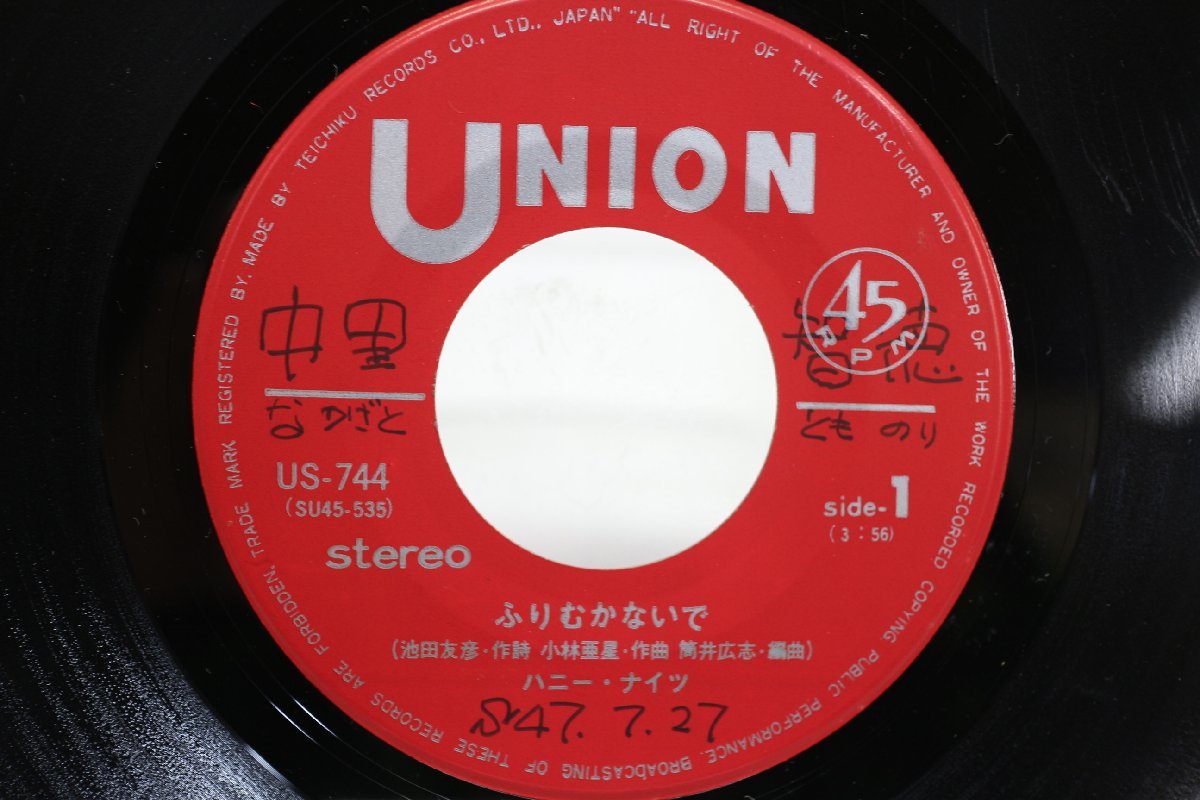 TRADE MARK REGISTERED BY. MADE BY TEICHIKU RECORDS CO., LTD., JAPAN" "ALL RIGHT OF THE MANUFACTURER AND OWNER OF THE WORK RECORDED COPYING PUBLIC PERFORMANCE. BROADCASTING OF THESE RECORDS ARE FORBIDDEN,"
UNION
45
RPM
中里
智徳
なかざと
とものり
US-744
(SU45-535)
side-1
(3:56)
stereo
ふりむかないで
(池田友彦・作詩 小林亜星・作曲 筒井広志・編曲)
ハニー・ナイツ
S47.7.27